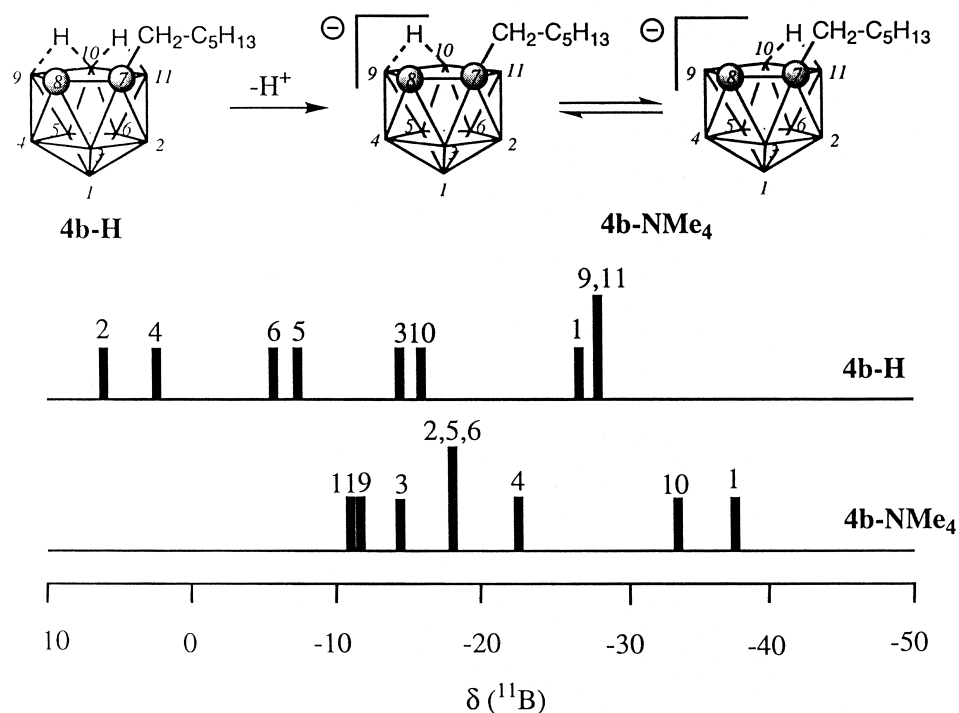 H H CH2-C5H13 ⊖ H CH2-C5H13 ⊖ H CH2-C5H13
10 10 10
9 8 7 11 -H⁺ 9 8 7 11 9 8 7 11
5 6 5 6 5 6
4 3 2 4 3 2 4 3 2
1 1 1
4b-H 4b-NMe4
9,11
2 4 6 5 3 10 1
4b-H
2,5,6
11 9 3 4 10 1
4b-NMe4
10 0 -10 -20 -30 -40 -50
δ (¹¹B)